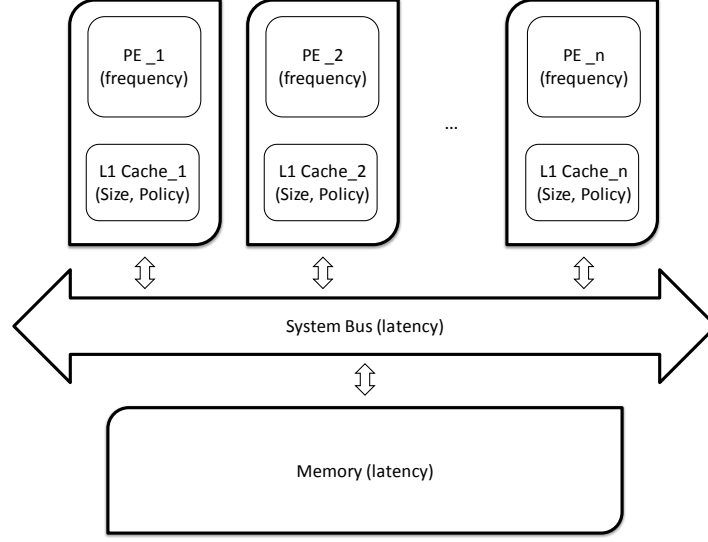 PE _1
(frequency)
PE _2
(frequency)
PE _n
(frequency)
...
L1 Cache_1
(Size, Policy)
L1 Cache_2
(Size, Policy)
L1 Cache_n
(Size, Policy)
System Bus (latency)
Memory (latency)